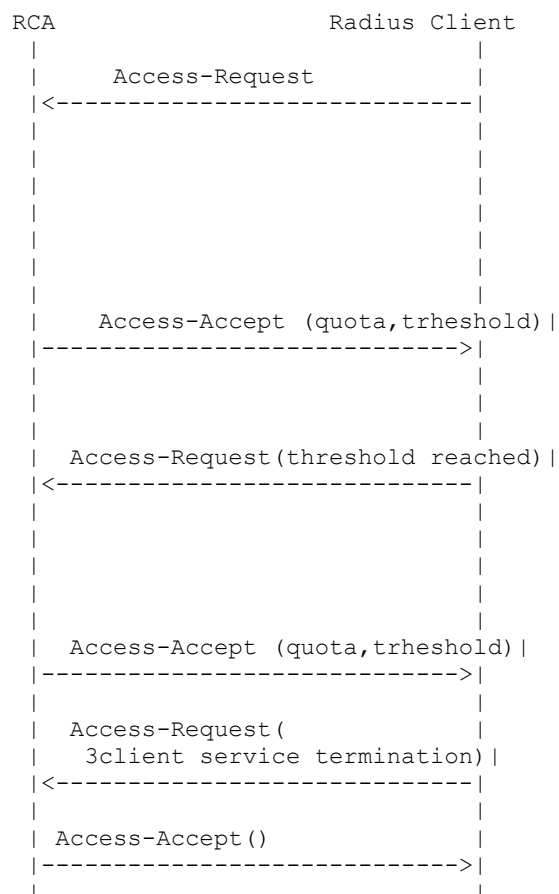 RCA Radius Client
Access-Request
Access-Accept (quota,trheshold)
Access-Request(threshold reached)
Access-Accept (quota,trheshold)
Access-Request(
3client service termination)
Access-Accept()